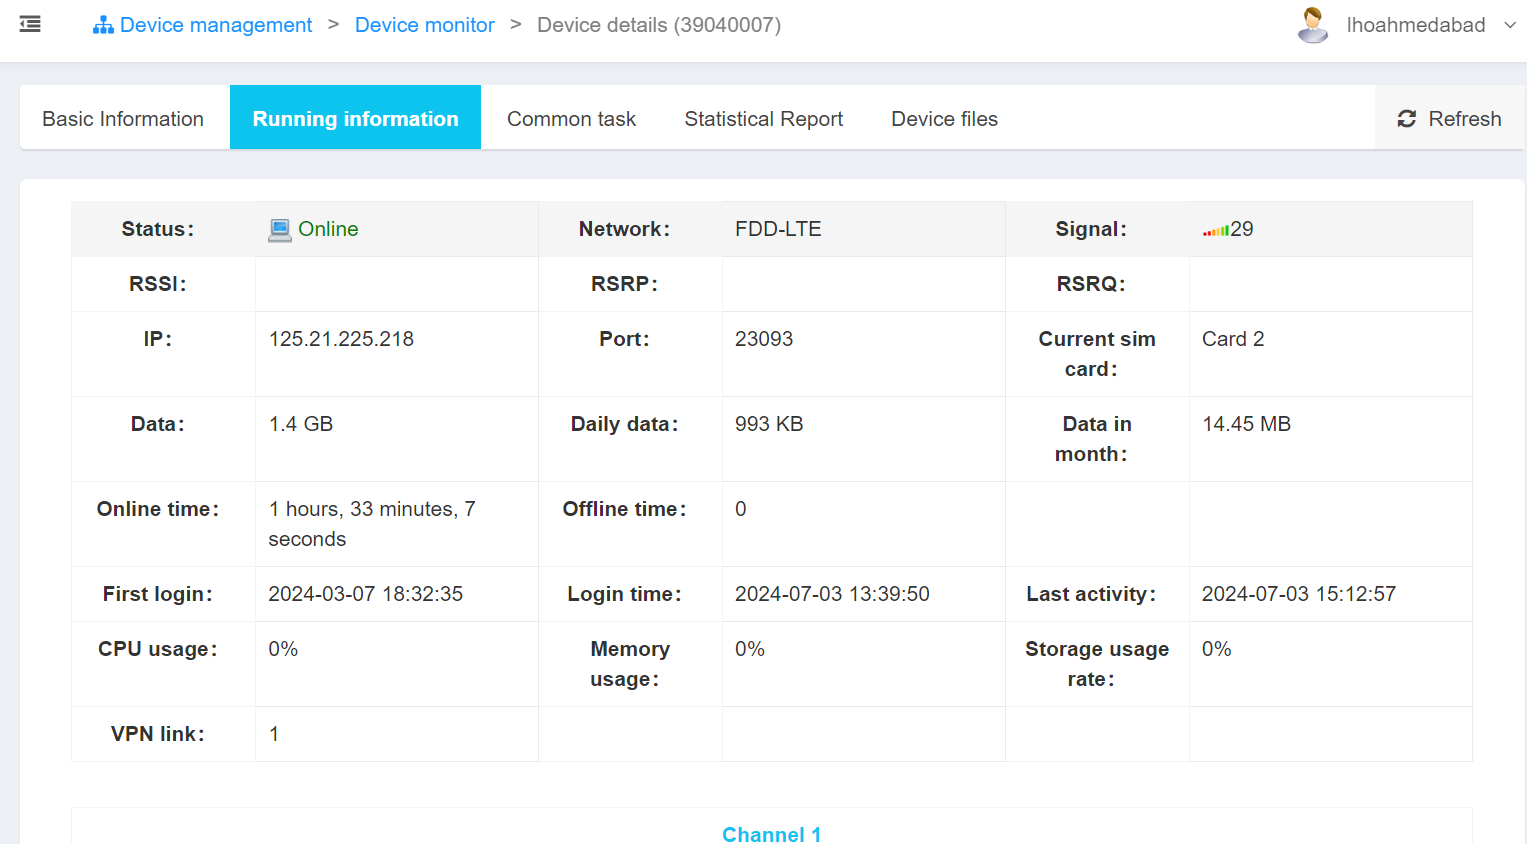 Device management > Device monitor > Device details (39040007) lhoahmedabad
Basic Information Running information Common task Statistical Report Device files Refresh
Status: Online Network: FDD-LTE Signal: 29
RSSI: RSRP: RSRQ:
IP: 125.21.225.218 Port: 23093 Current sim card: Card 2
Data: 1.4 GB Daily data: 993 KB Data in month: 14.45 MB
Online time: 1 hours, 33 minutes, 7 seconds Offline time: 0
First login: 2024-03-07 18:32:35 Login time: 2024-07-03 13:39:50 Last activity: 2024-07-03 15:12:57
CPU usage: 0% Memory usage: 0% Storage usage rate: 0%
VPN link: 1
Channel 1